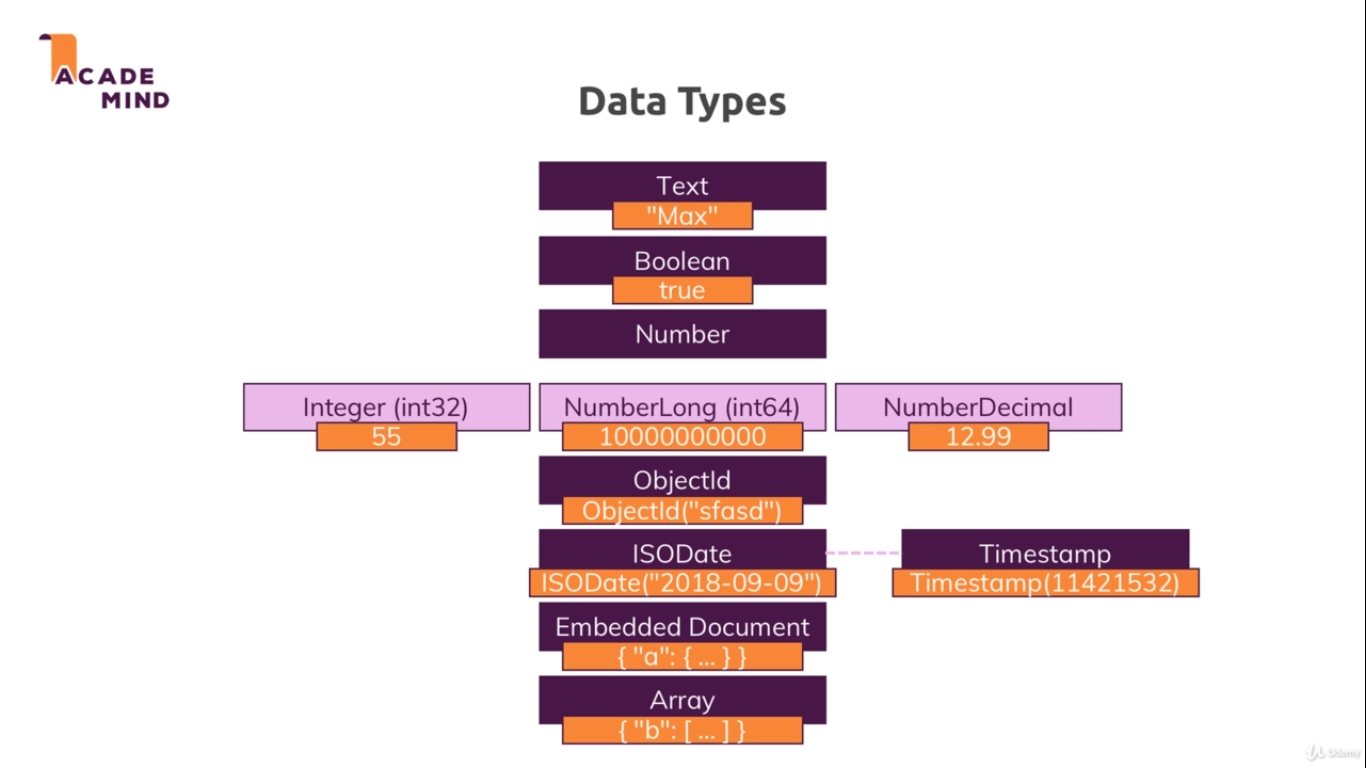 ACADE
MIND
Data Types
Text
"Max"
Boolean
true
Number
Integer (int32)
55
NumberLong (int64)
10000000000
NumberDecimal
12.99
ObjectId
ObjectId("sfasd")
ISODate
ISODate("2018-09-09")
Timestamp
Timestamp(11421532)
Embedded Document
{ "a": { ... } }
Array
{ "b": [ ... ] }
Udemy